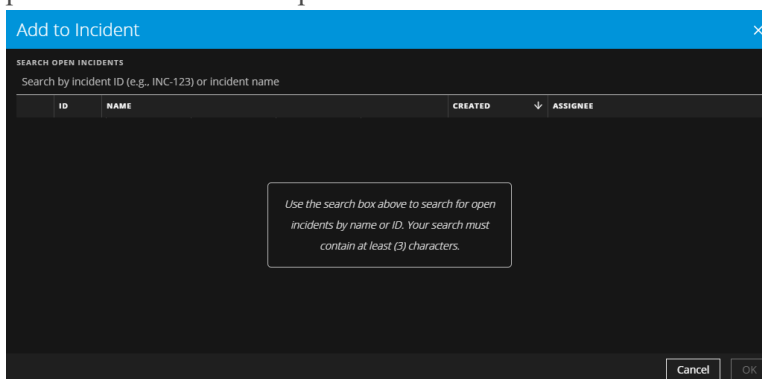 Add to Incident
SEARCH OPEN INCIDENTS
Search by incident ID (e.g., INC-123) or incident name
ID NAME CREATED ASSIGNEE
Use the search box above to search for open
incidents by name or ID. Your search must
contain at least (3) characters.
Cancel OK